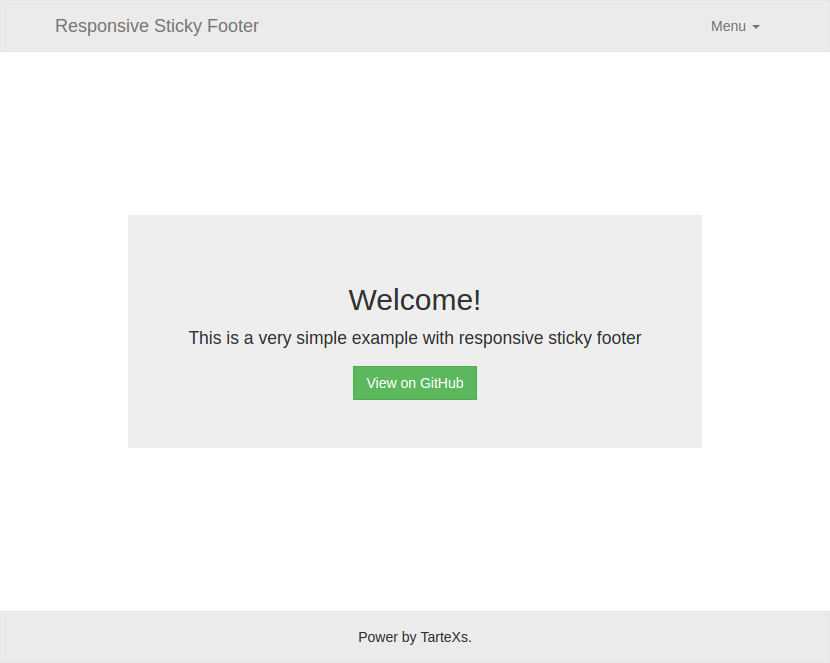 Responsive Sticky Footer
Menu
Welcome!
This is a very simple example with responsive sticky footer
View on GitHub
Power by TarteXs.